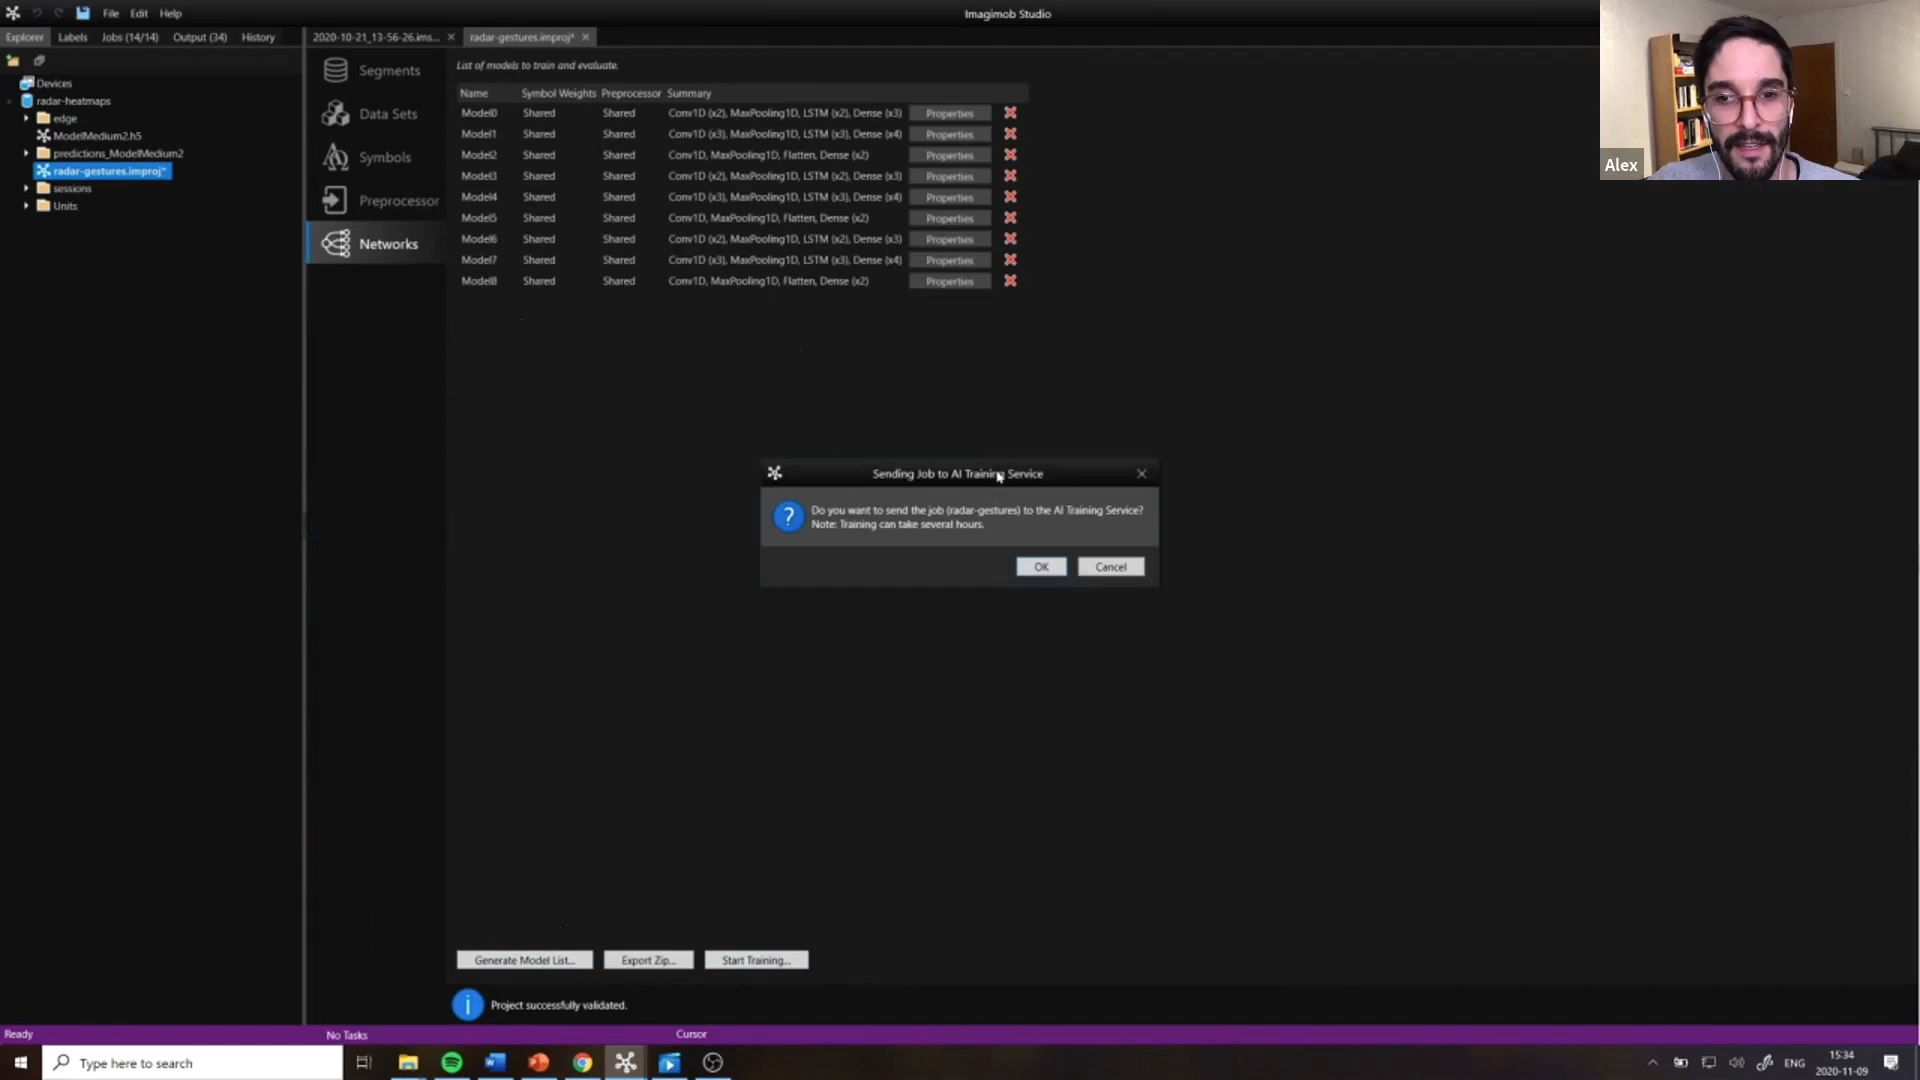 File Edit Help
Imagimob Studio
Explorer Labels Jobs (14/14) Output (34) History
2020-10-21_13-56-26.ims... radar-gestures.improj*
Devices
radar-heatmaps
edge
ModelMedium2.h5
predictions_ModelMedium2
radar-gestures.improj*
sessions
Units
Segments
Data Sets
Symbols
Preprocessor
Networks
List of models to train and evaluate.
Name Symbol Weights Preprocessor Summary
Model0 Shared Shared Conv1D (x2), MaxPooling1D, LSTM (x2), Dense (x3) Properties
Model1 Shared Shared Conv1D (x3), MaxPooling1D, LSTM (x3), Dense (x4) Properties
Model2 Shared Shared Conv1D, MaxPooling1D, Flatten, Dense (x2) Properties
Model3 Shared Shared Conv1D (x2), MaxPooling1D, LSTM (x2), Dense (x3) Properties
Model4 Shared Shared Conv1D (x3), MaxPooling1D, LSTM (x3), Dense (x4) Properties
Model5 Shared Shared Conv1D, MaxPooling1D, Flatten, Dense (x2) Properties
Model6 Shared Shared Conv1D (x2), MaxPooling1D, LSTM (x2), Dense (x3) Properties
Model7 Shared Shared Conv1D (x3), MaxPooling1D, LSTM (x3), Dense (x4) Properties
Model8 Shared Shared Conv1D, MaxPooling1D, Flatten, Dense (x2) Properties
Alex
Sending Job to AI Training Service
Do you want to send the job (radar-gestures) to the AI Training Service?
Note: Training can take several hours.
OK Cancel
Generate Model List... Export Zip... Start Training...
Project successfully validated.
Ready No Tasks Cursor
Type here to search
ENG
15:34
2020-11-09